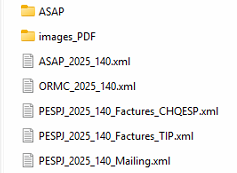 ASAP
images_PDF
ASAP_2025_140.xml
ORMC_2025_140.xml
PESPJ_2025_140_Factures_CHQESP.xml
PESPJ_2025_140_Factures_TIP.xml
PESPJ_2025_140_Mailing.xml